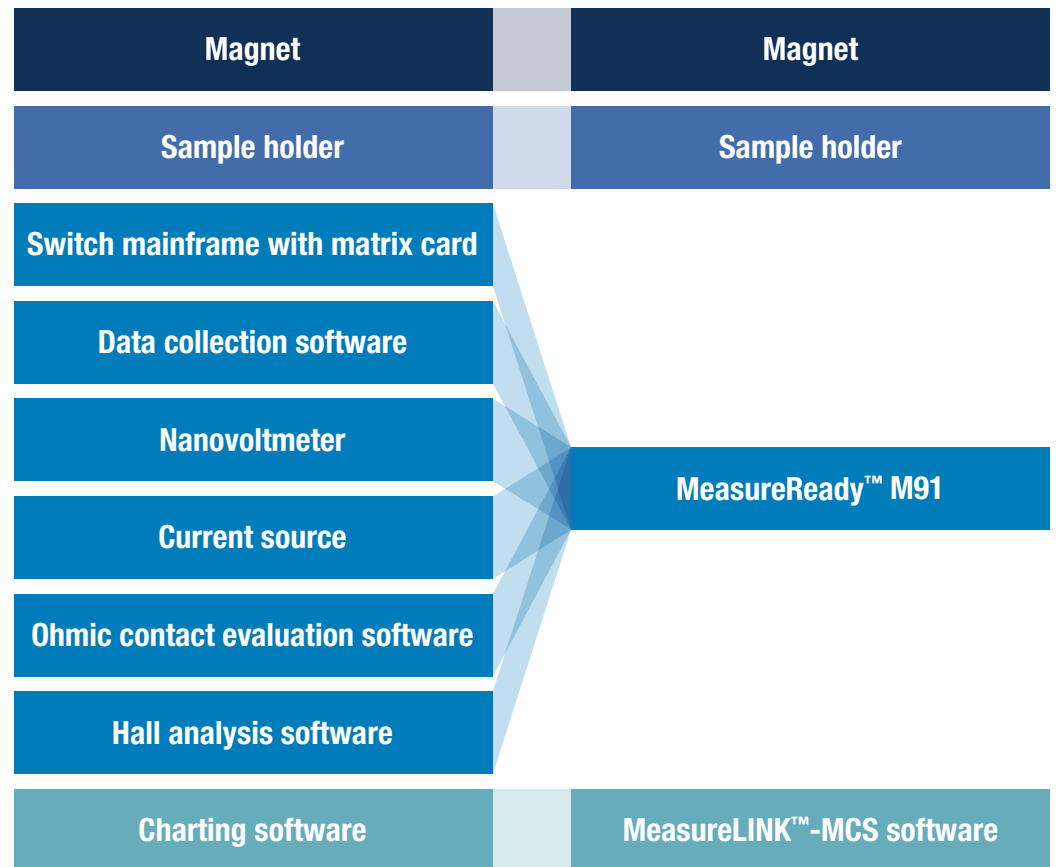 Magnet
Magnet
Sample holder
Sample holder
Switch mainframe with matrix card
Data collection software
Nanovoltmeter
MeasureReady™ M91
Current source
Ohmic contact evaluation software
Hall analysis software
Charting software
MeasureLINK™-MCS software